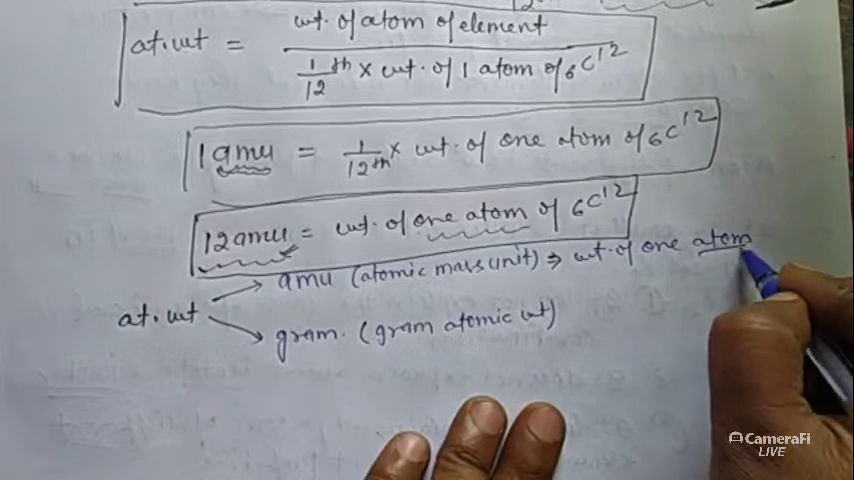 12
at.wt = wt. of atom of element
1/12 th x wt. of 1 atom of 6C12
1 amu = 1/12th x wt. of one atom of 6C12
12 amu = wt. of one atom of 6C12
at.wt → amu (atomic mass unit) ⇒ wt. of one atom
→ gram. (gram atomic wt)
CameraFi
LIVE